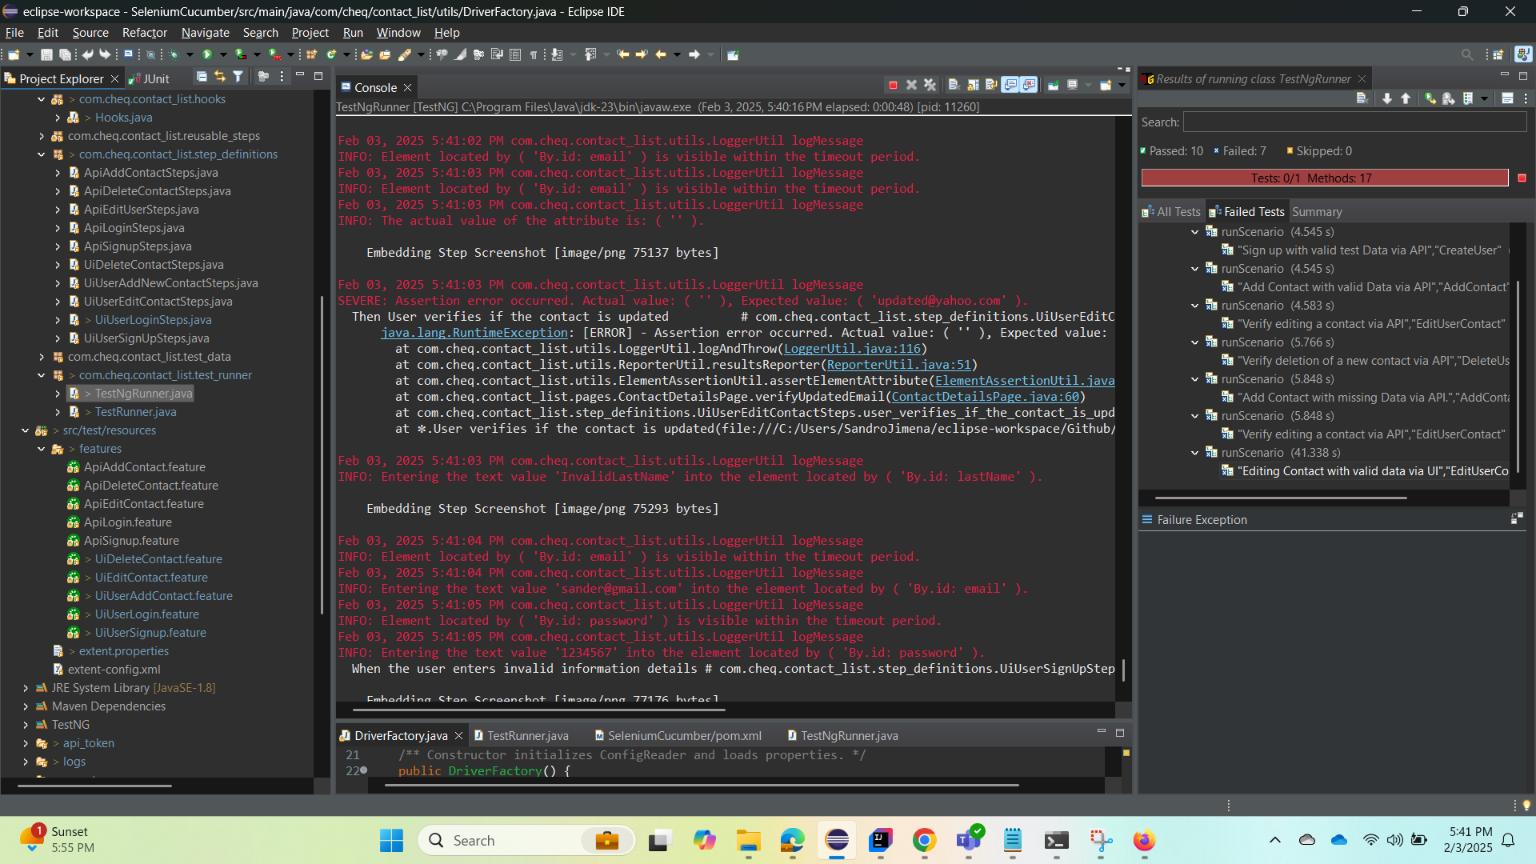 eclipse-workspace - SeleniumCucumber/src/main/java/com/cheq/contact_list/utils/DriverFactory.java - Eclipse IDE
File Edit Source Refactor Navigate Search Project Run Window Help
Project Explorer
JUnit
> com.cheq.contact_list.hooks
> Hooks.java
com.cheq.contact_list.reusable_steps
> com.cheq.contact_list.step_definitions
ApiAddContactSteps.java
ApiDeleteContactSteps.java
ApiEditUserSteps.java
ApiLoginSteps.java
ApiSignupSteps.java
UiDeleteContactSteps.java
UiUserAddNewContactSteps.java
UiUserEditContactSteps.java
> UiUserLoginSteps.java
UiUserSignUpSteps.java
com.cheq.contact_list.test_data
> com.cheq.contact_list.test_runner
> TestNgRunner.java
> TestRunner.java
> src/test/resources
> features
ApiAddContact.feature
ApiDeleteContact.feature
ApiEditContact.feature
ApiLogin.feature
ApiSignup.feature
> UiDeleteContact.feature
> UiEditContact.feature
> UiUserAddContact.feature
> UiUserLogin.feature
> UiUserSignup.feature
> extent.properties
extent-config.xml
JRE System Library [JavaSE-1.8]
Maven Dependencies
TestNG
> api_token
> logs
Console
TestNgRunner [TestNG] C:\Program Files\Java\jdk-23\bin\javaw.exe (Feb 3, 2025, 5:40:16 PM elapsed: 0:00:48) [pid: 11260]
Feb 03, 2025 5:41:02 PM com.cheq.contact_list.utils.LoggerUtil logMessage
INFO: Element located by ( 'By.id: email' ) is visible within the timeout period.
Feb 03, 2025 5:41:03 PM com.cheq.contact_list.utils.LoggerUtil logMessage
INFO: Element located by ( 'By.id: email' ) is visible within the timeout period.
Feb 03, 2025 5:41:03 PM com.cheq.contact_list.utils.LoggerUtil logMessage
INFO: The actual value of the attribute is: ( '' ).
Embedding Step Screenshot [image/png 75137 bytes]
Feb 03, 2025 5:41:03 PM com.cheq.contact_list.utils.LoggerUtil logMessage
SEVERE: Assertion error occurred. Actual value: ( '' ), Expected value: ( 'updated@yahoo.com' ).
Then User verifies if the contact is updated # com.cheq.contact_list.step_definitions.UiUserEditC
java.lang.RuntimeException: [ERROR] - Assertion error occurred. Actual value: ( '' ), Expected value:
at com.cheq.contact_list.utils.LoggerUtil.logAndThrow(LoggerUtil.java:116)
at com.cheq.contact_list.utils.ReporterUtil.resultsReporter(ReporterUtil.java:51)
at com.cheq.contact_list.utils.ElementAssertionUtil.assertElementAttribute(ElementAssertionUtil.java
at com.cheq.contact_list.pages.ContactDetailsPage.verifyUpdatedEmail(ContactDetailsPage.java:60)
at com.cheq.contact_list.step_definitions.UiUserEditContactSteps.user_verifies_if_the_contact_is_upd
at ✽.User verifies if the contact is updated(file:///C:/Users/SandroJimena/eclipse-workspace/Github/
Feb 03, 2025 5:41:03 PM com.cheq.contact_list.utils.LoggerUtil logMessage
INFO: Entering the text value 'InvalidLastName' into the element located by ( 'By.id: lastName' ).
Embedding Step Screenshot [image/png 75293 bytes]
Feb 03, 2025 5:41:04 PM com.cheq.contact_list.utils.LoggerUtil logMessage
INFO: Element located by ( 'By.id: email' ) is visible within the timeout period.
Feb 03, 2025 5:41:04 PM com.cheq.contact_list.utils.LoggerUtil logMessage
INFO: Entering the text value 'sander@gmail.com' into the element located by ( 'By.id: email' ).
Feb 03, 2025 5:41:05 PM com.cheq.contact_list.utils.LoggerUtil logMessage
INFO: Element located by ( 'By.id: password' ) is visible within the timeout period.
Feb 03, 2025 5:41:05 PM com.cheq.contact_list.utils.LoggerUtil logMessage
INFO: Entering the text value '1234567' into the element located by ( 'By.id: password' ).
When the user enters invalid information details # com.cheq.contact_list.step_definitions.UiUserSignUpStep
Embedding Step Screenshot [image/png 77176 bytes]
DriverFactory.java
TestRunner.java
SeleniumCucumber/pom.xml
TestNgRunner.java
21 /** Constructor initializes ConfigReader and loads properties. */
22 public DriverFactory() {
Results of running class TestNgRunner
Search:
Passed: 10 Failed: 7 Skipped: 0
Tests: 0/1 Methods: 17
All Tests Failed Tests Summary
runScenario (4.545 s)
"Sign up with valid test Data via API","CreateUser"
runScenario (4.545 s)
"Add Contact with valid Data via API","AddContact"
runScenario (4.583 s)
"Verify editing a contact via API","EditUserContact"
runScenario (5.766 s)
"Verify deletion of a new contact via API","DeleteUs
runScenario (5.848 s)
"Add Contact with missing Data via API.","AddConta
runScenario (5.848 s)
"Verify editing a contact via API","EditUserContact"
runScenario (41.338 s)
"Editing Contact with valid data via UI","EditUserCo
Failure Exception
1
Sunset
5:55 PM
Search
5:41 PM
2/3/2025